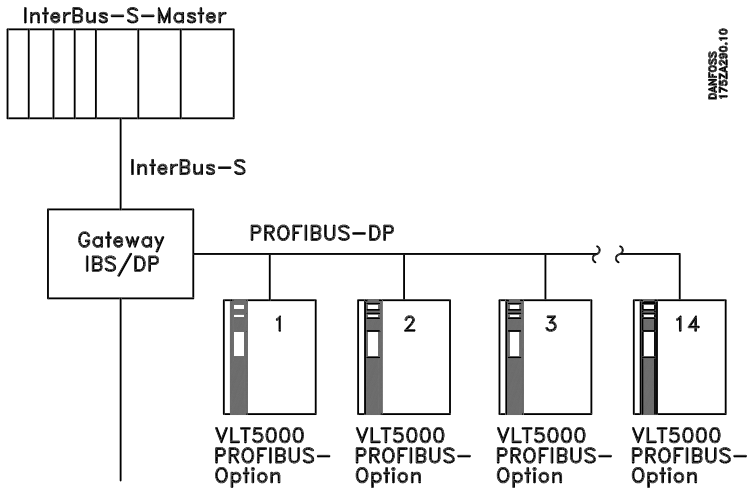 InterBus-S-Master
DANFOSS
175ZA290.10
InterBus-S
Gateway
IBS/DP
PROFIBUS-DP
1
2
3
14
VLT5000
PROFIBUS-
Option
VLT5000
PROFIBUS-
Option
VLT5000
PROFIBUS-
Option
VLT5000
PROFIBUS-
Option